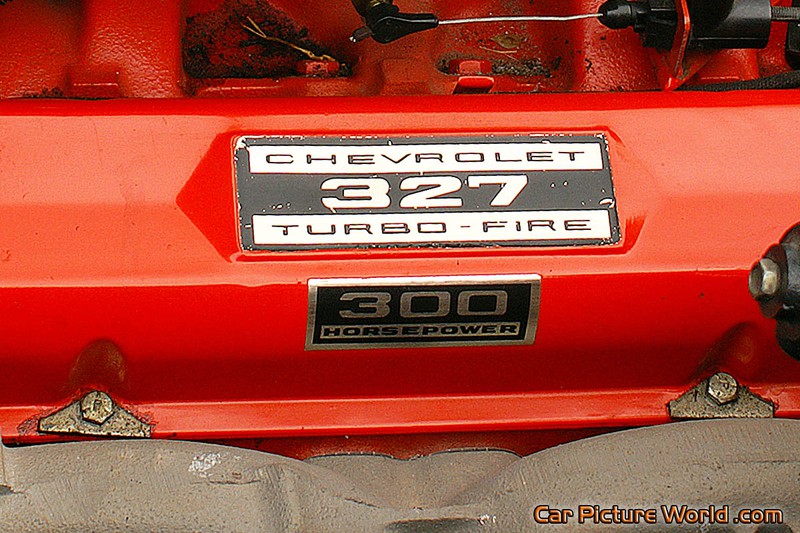 CHEVROLET
327
TURBO-FIRE
300
HORSEPOWER
Car Picture World .com